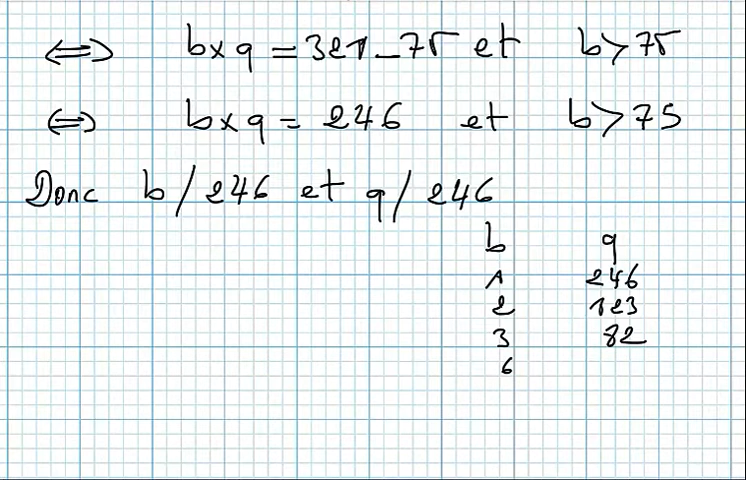 ⟺ b×q = 321-75 et b>75
⟺ b×q = 246 et b>75
Donc b/246 et q/246
b q
1 246
2 123
3 82
6